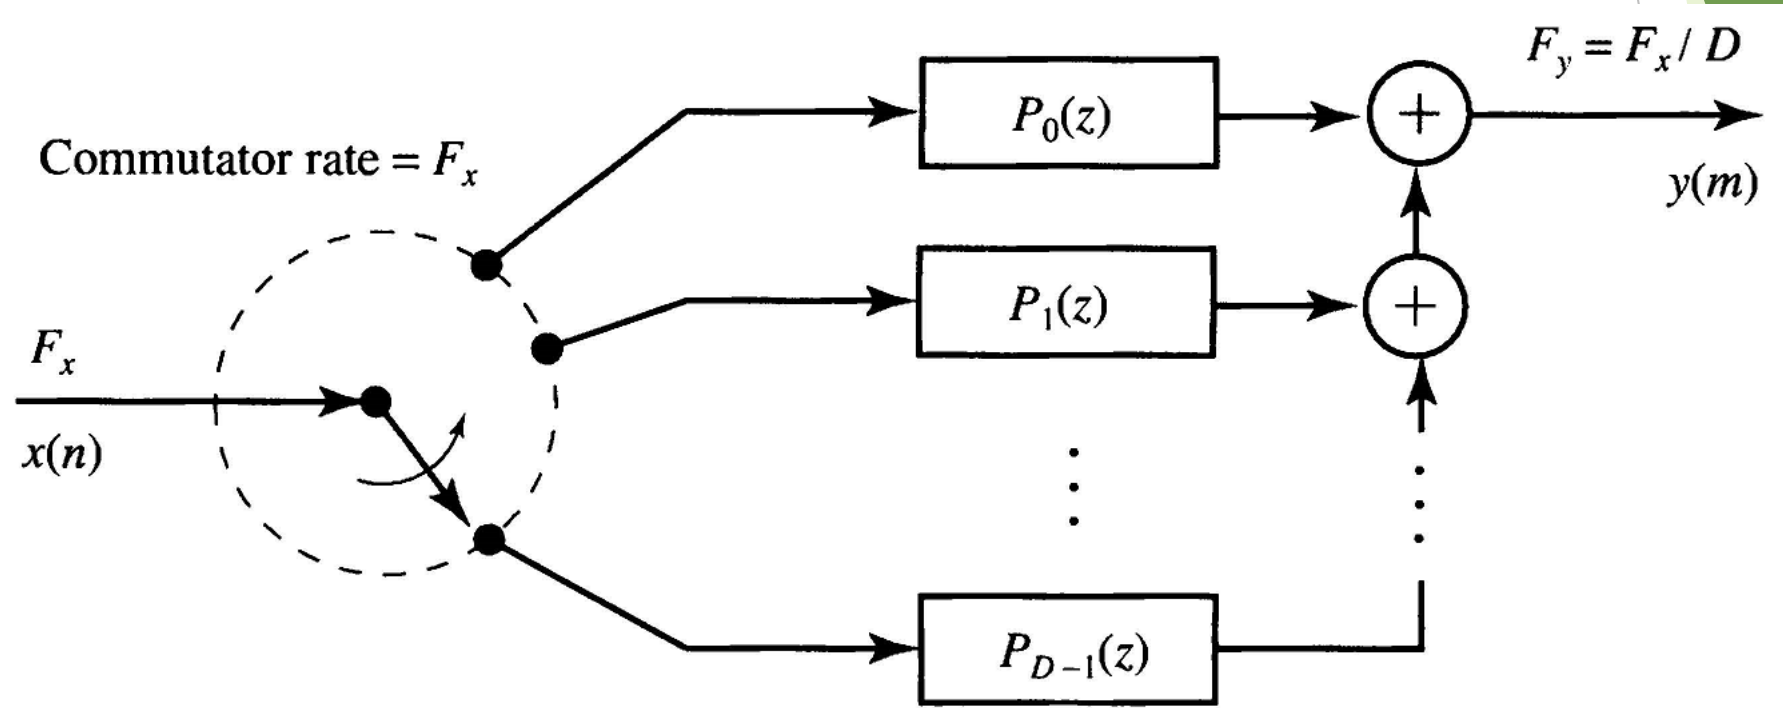 F_y = F_x / D
P_0(z)
+
Commutator rate = F_x
y(m)
P_1(z)
+
F_x
x(n)
P_{D-1}(z)